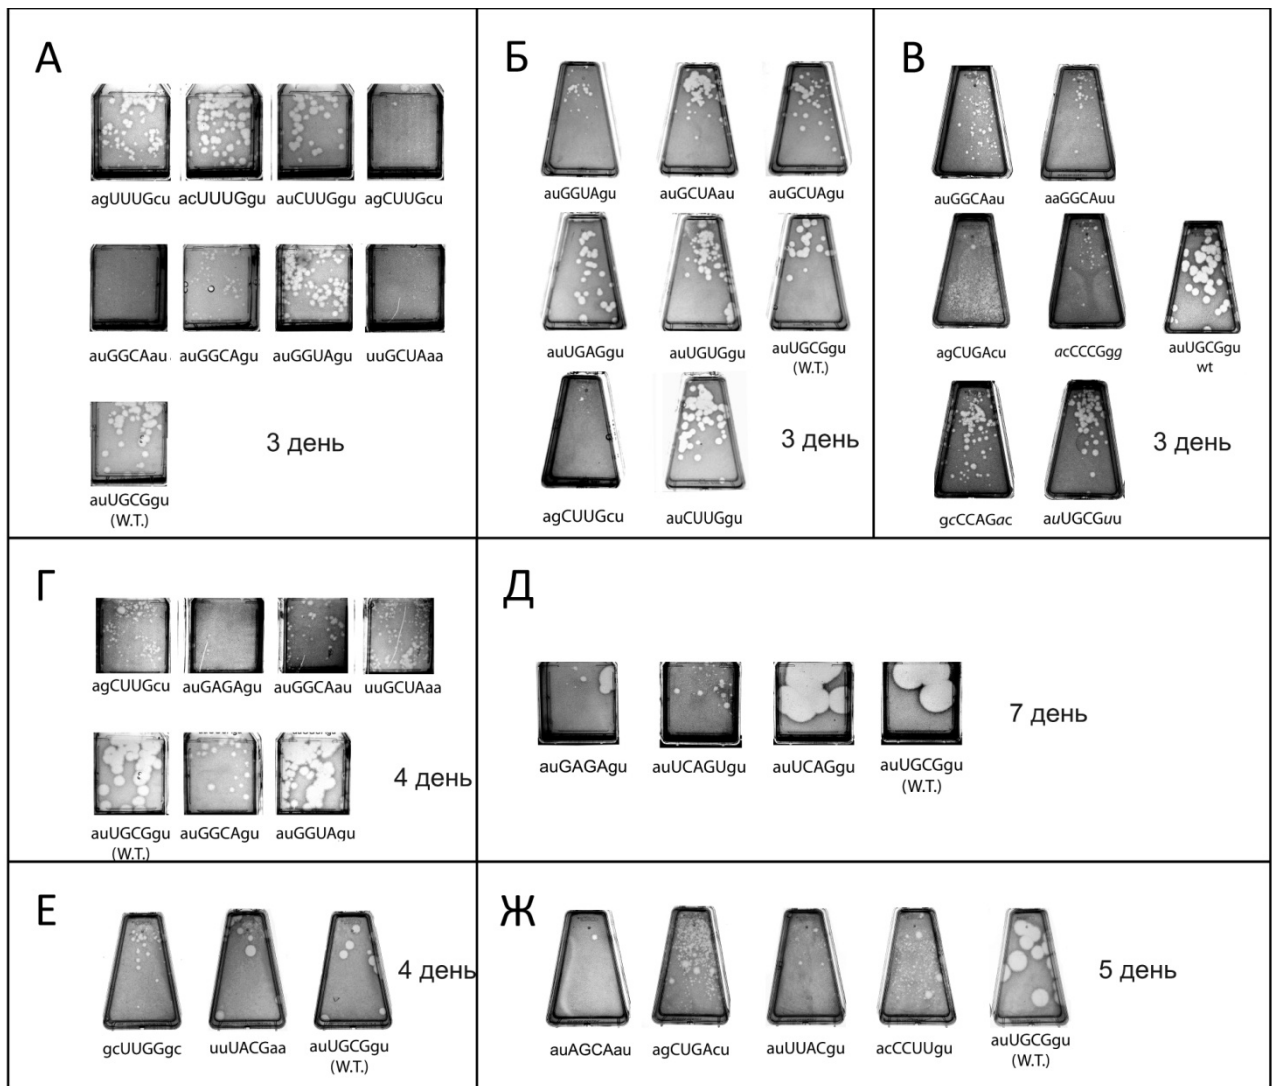 А
agUUUGcu acUUUGgu auCUUGgu agCUUGcu
auGGCAau. auGGCAgu auGGUAgu uuGCUAaa
3 день
auUGCGgu
(W.T.)
Б
auGGUAgu auGCUAau auGCUAgu
auUGAGgu auUGUGgu auUGCGgu
(W.T.)
3 день
agCUUGcu auCUUGgu
В
auGGCAau aaGGCAuu
agCUGAcu acCCCGgg auUGCGgu
wt
3 день
gcCCAGac auUGCGuu
Г
agCUUGcu auGAGAgu auGGCAau uuGCUAaa
4 день
auUGCGgu auGGCAgu auGGUAgu
(W.T.)
Д
7 день
auGAGAgu auUCAGUgu auUCAGgu auUGCGgu
(W.T.)
Е
4 день
gcUUGGgc uuUACGaa auUGCGgu
(W.T.)
Ж
5 день
auAGCAau agCUGAcu auUUACgu acCCUUgu auUGCGgu
(W.T.)